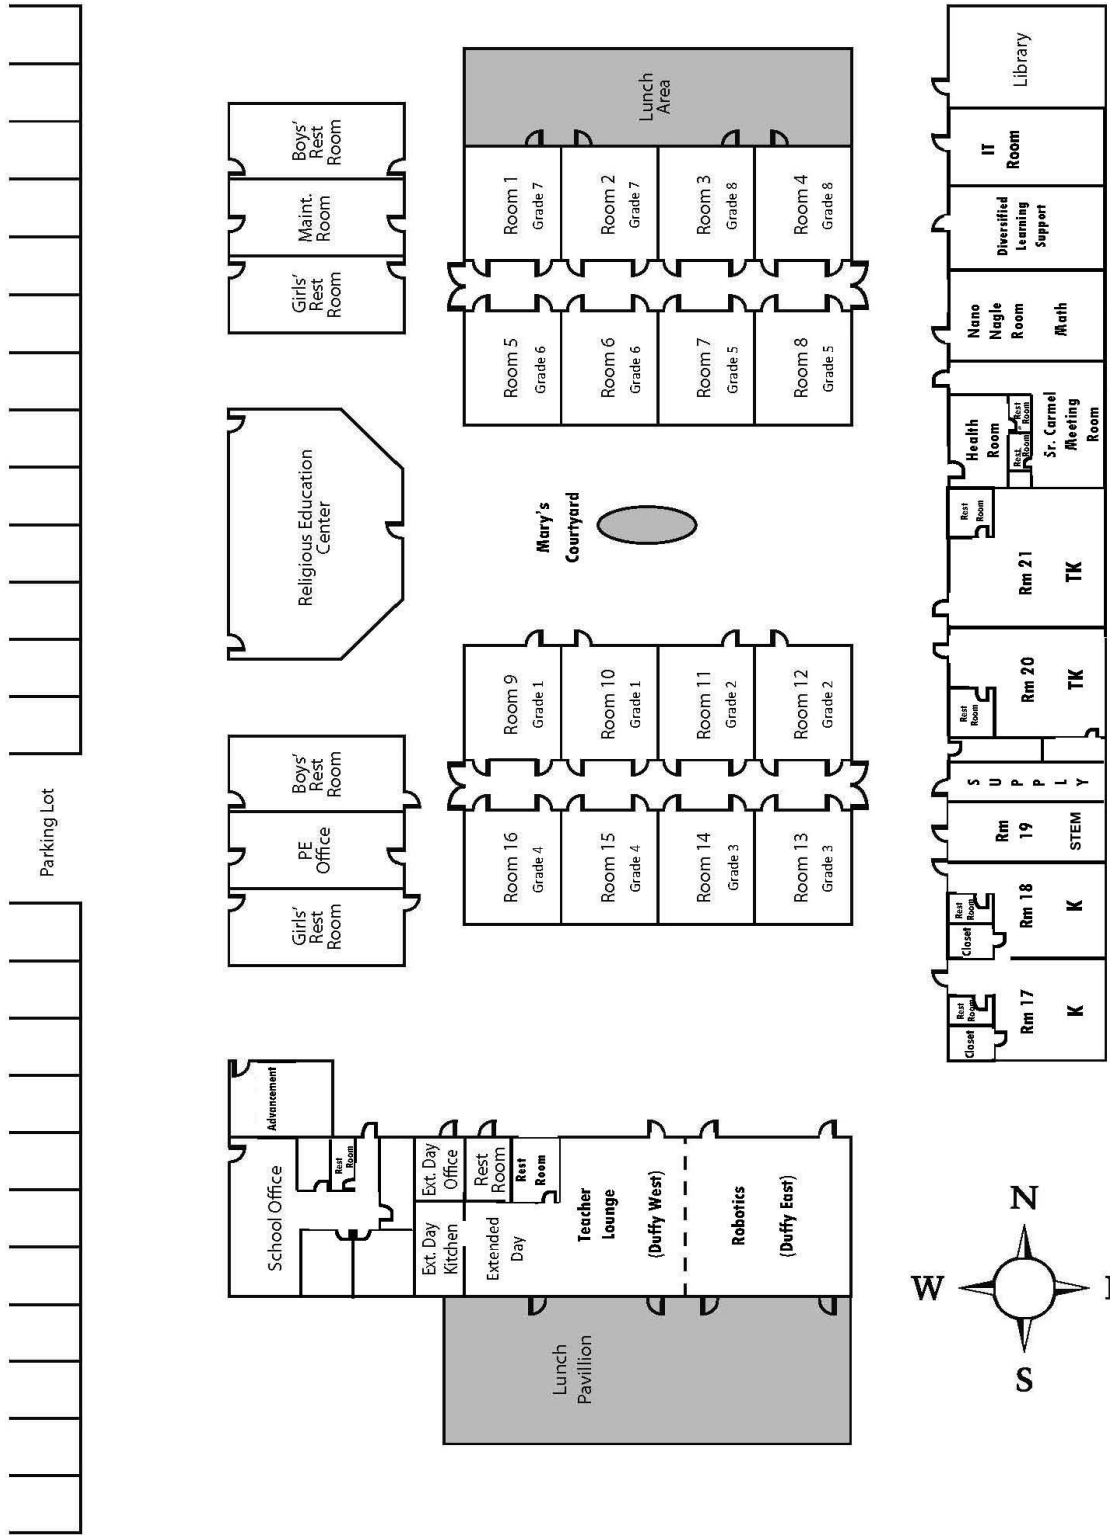 Parking Lot
Boys'
Rest
Room
Maint.
Room
Girls'
Rest
Room
Religious Education
Center
Boys'
Rest
Room
PE
Office
Girls'
Rest
Room
Lunch
Area
Room 1
Grade 7
Room 2
Grade 7
Room 3
Grade 8
Room 4
Grade 8
Room 5
Grade 6
Room 6
Grade 6
Room 7
Grade 5
Room 8
Grade 5
Mary's
Courtyard
Room 9
Grade 1
Room 10
Grade 1
Room 11
Grade 2
Room 12
Grade 2
Room 16
Grade 4
Room 15
Grade 4
Room 14
Grade 3
Room 13
Grade 3
Library
IT
Room
Diversified
Learning
Support
Nano
Nagle
Room
Math
Health
Room
Rest
Room
Rest
Room
Sr. Carmel
Meeting
Room
Rest
Room
Rm 21
TK
Rest
Room
Rm 20
TK
SUPPLY
Rm
19
STEM
Rest
Room
Closet
Rm 18
K
Rest
Room
Closet
Rm 17
K
Advancement
School Office
Rest
Room
Ext. Day
Office
Ext. Day
Kitchen
Rest
Room
Rest
Room
Extended
Day
Teacher
Lounge
(Duffy West)
Robotics
(Duffy East)
Lunch
Pavillion
N
W
S